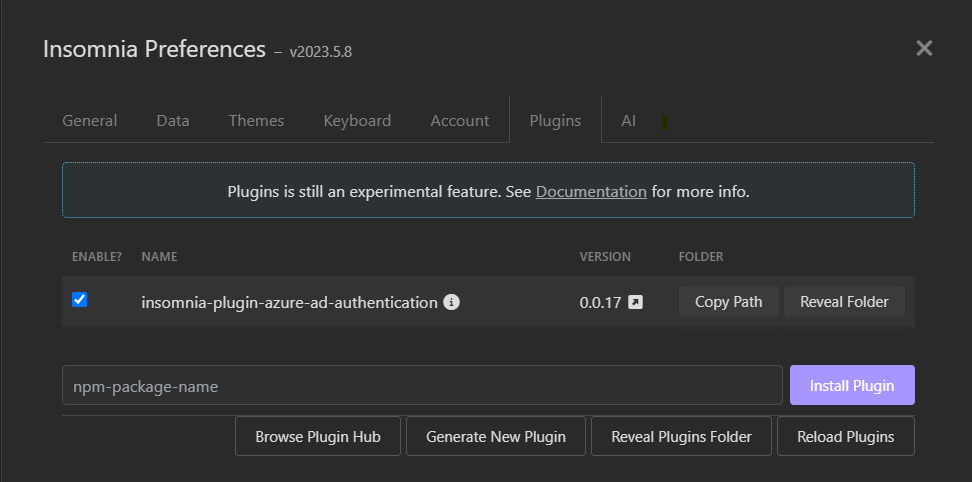 Insomnia Preferences – v2023.5.8
General Data Themes Keyboard Account Plugins AI
Plugins is still an experimental feature. See Documentation for more info.
ENABLE? NAME VERSION FOLDER
insomnia-plugin-azure-ad-authentication 0.0.17 Copy Path Reveal Folder
npm-package-name Install Plugin
Browse Plugin Hub Generate New Plugin Reveal Plugins Folder Reload Plugins